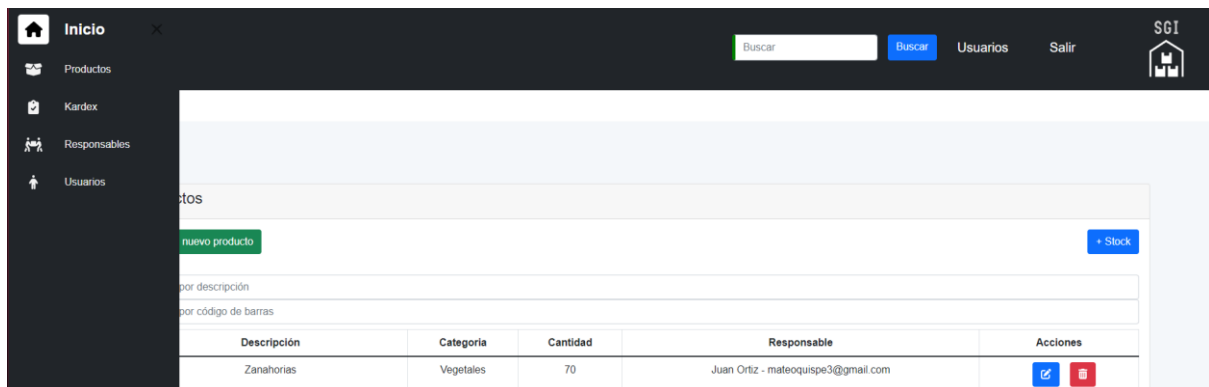 Inicio
Buscar
Buscar
Usuarios
Salir
SGI
Productos
Kardex
Responsables
Usuarios
ctos
nuevo producto
+ Stock
por descripción
por código de barras
Descripción Categoria Cantidad Responsable Acciones
Zanahorias Vegetales 70 Juan Ortiz - mateoquispe3@gmail.com